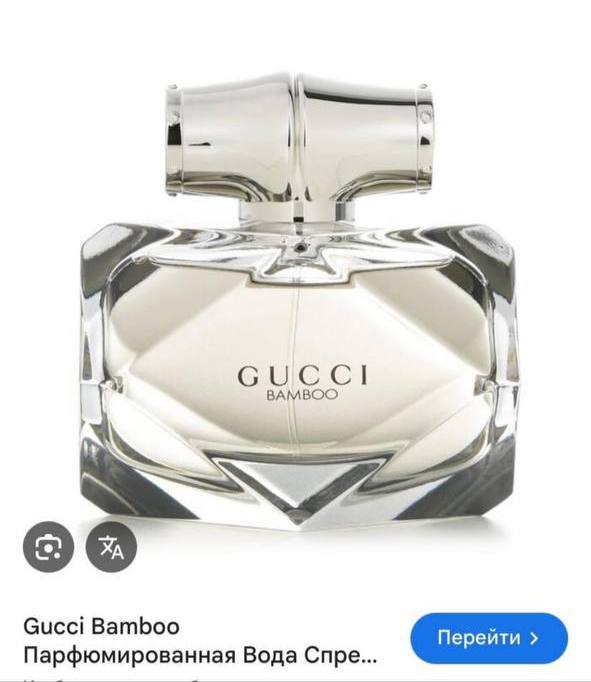 GUCCI
BAMBOO
Gucci Bamboo
Парфюмированная Вода Спре...
Перейти